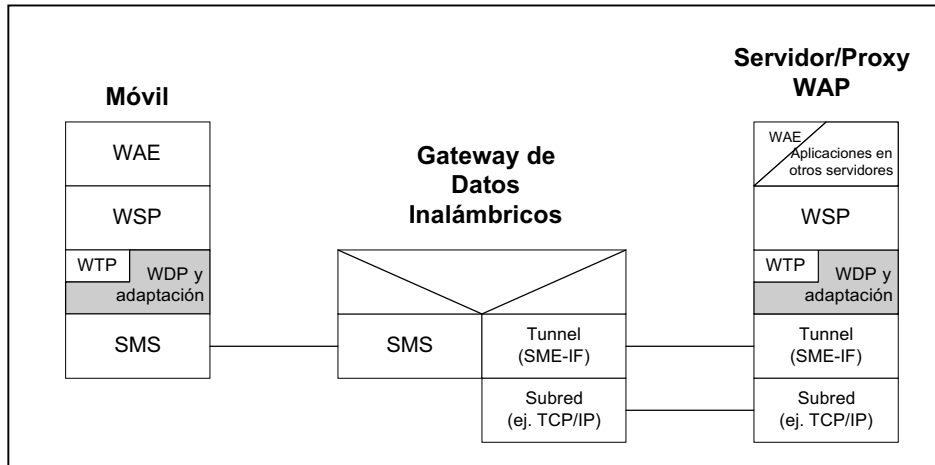 Móvil
WAE
WSP
WTP
WDP y
adaptación
SMS
Gateway de
Datos
Inalámbricos
SMS
Tunnel
(SME-IF)
Subred
(ej. TCP/IP)
Servidor/Proxy
WAP
WAE
Aplicaciones en
otros servidores
WSP
WTP
WDP y
adaptación
Tunnel
(SME-IF)
Subred
(ej. TCP/IP)